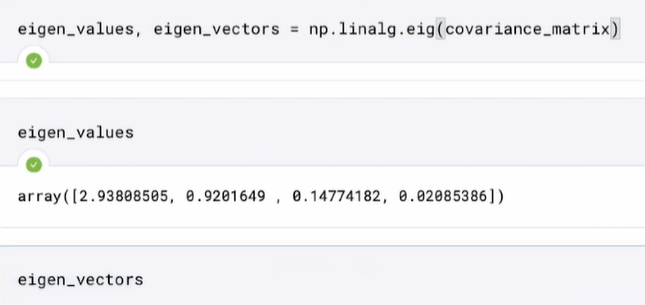 eigen_values, eigen_vectors = np.linalg.eig(covariance_matrix)
eigen_values
array([2.93808505, 0.9201649 , 0.14774182, 0.02085386])
eigen_vectors